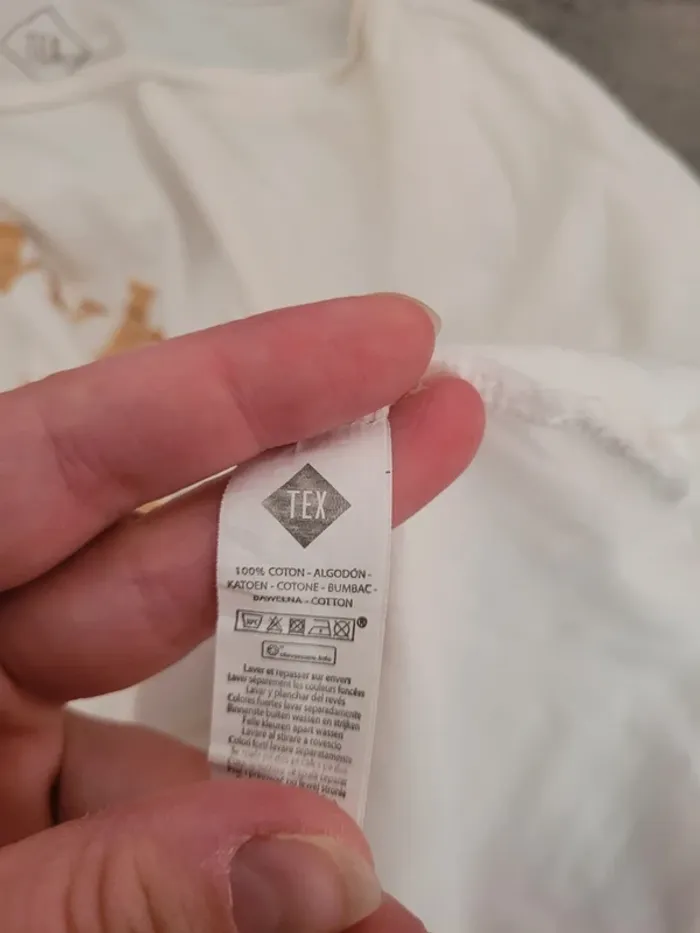 TEX
TEX
100% COTON - ALGODÓN -
KATOEN - COTONE - BUMBAC -
BAWEŁNA - COTTON
®
Laver et repasser sur envers
Laver séparément les couleurs foncées
Lavar y planchar del revés
Colores fuertes lavar separadamente
Binnenste buiten wassen en strijken
Felle kleuren apart wassen
Lavare al stirare a rovescio
Colori forti lavare separatamente